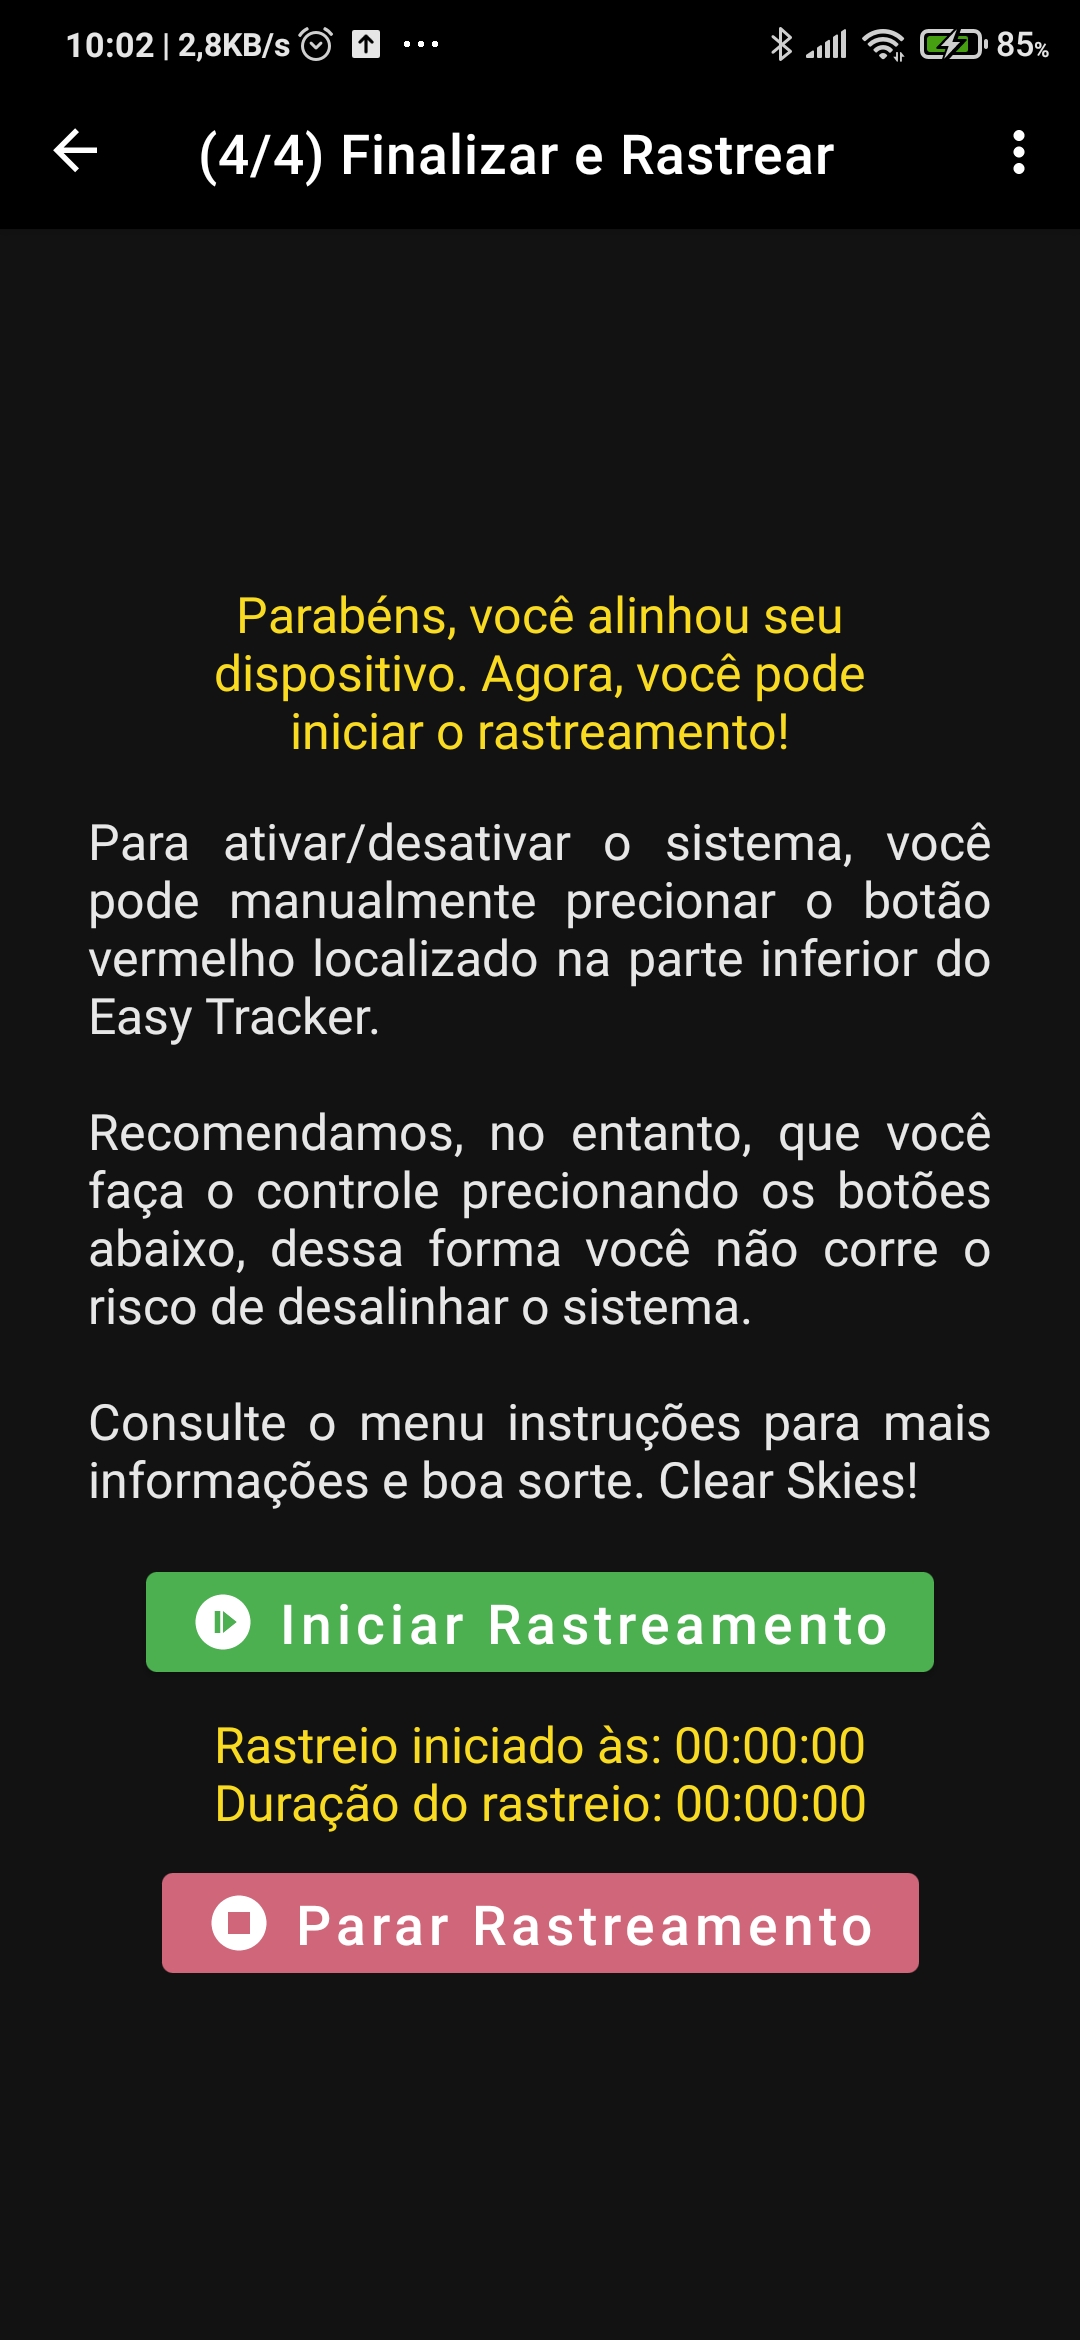 10:02 | 2,8KB/s ... 85%
(4/4) Finalizar e Rastrear
Parabéns, você alinhou seu
dispositivo. Agora, você pode
iniciar o rastreamento!
Para ativar/desativar o sistema, você
pode manualmente precionar o botão
vermelho localizado na parte inferior do
Easy Tracker.
Recomendamos, no entanto, que você
faça o controle precionando os botões
abaixo, dessa forma você não corre o
risco de desalinhar o sistema.
Consulte o menu instruções para mais
informações e boa sorte. Clear Skies!
Iniciar Rastreamento
Rastreio iniciado às: 00:00:00
Duração do rastreio: 00:00:00
Parar Rastreamento